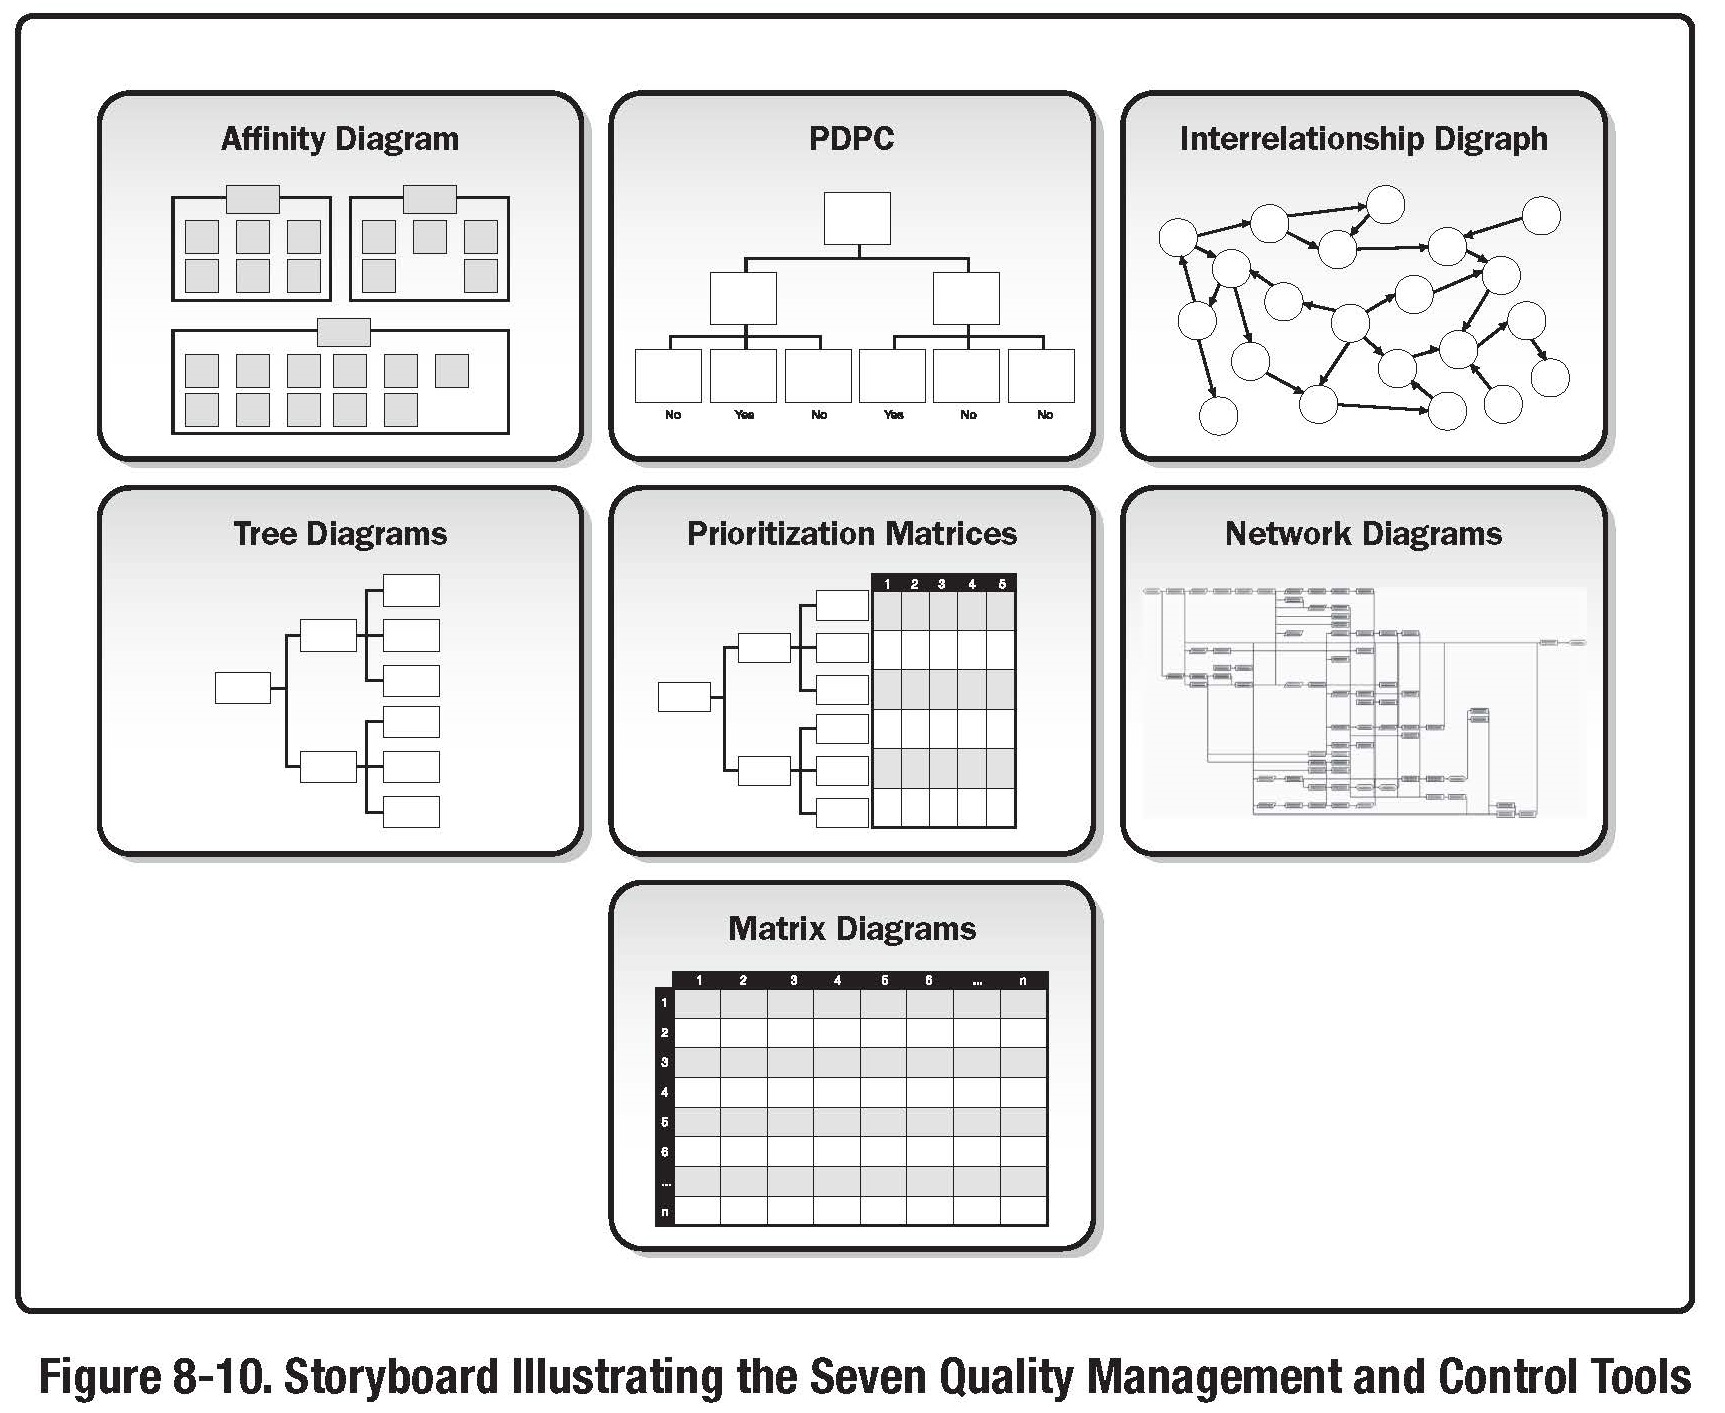 Affinity Diagram
PDPC
No Yes No Yes No No
Interrelationship Digraph
Tree Diagrams
Prioritization Matrices
1 2 3 4 5
Network Diagrams
Matrix Diagrams
1 2 3 4 5 6 ... n
1
2
3
4
5
6
...
n
Figure 8-10. Storyboard Illustrating the Seven Quality Management and Control Tools